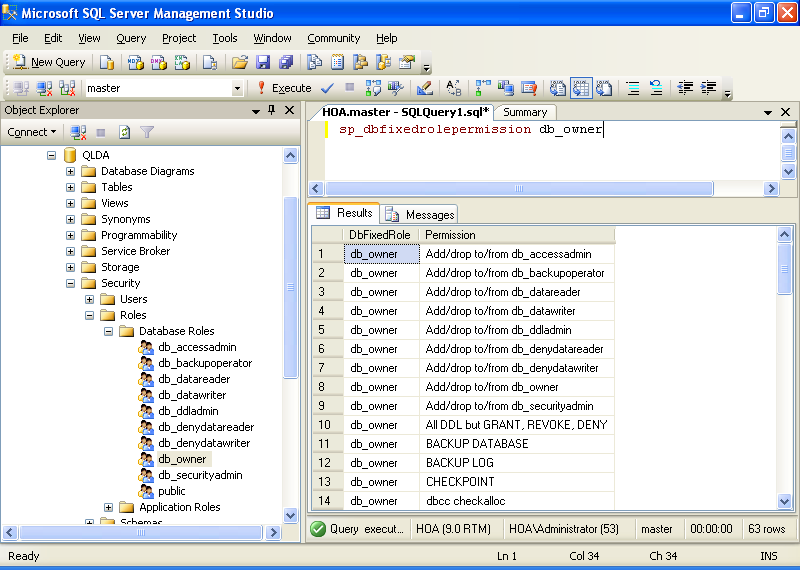 Microsoft SQL Server Management Studio
File Edit View Query Project Tools Window Community Help
New Query
master Execute
Object Explorer
Connect
QLDA
Database Diagrams
Tables
Views
Synonyms
Programmability
Service Broker
Storage
Security
Users
Roles
Database Roles
db_accessadmin
db_backupoperator
db_datareader
db_datawriter
db_ddladmin
db_denydatareader
db_denydatawriter
db_owner
db_securityadmin
public
Application Roles
Schemas
HOA.master - SQLQuery1.sql* Summary
sp_dbfixedrolepermission db_owner
Results Messages
DbFixedRole Permission
1 db_owner Add/drop to/from db_accessadmin
2 db_owner Add/drop to/from db_backupoperator
3 db_owner Add/drop to/from db_datareader
4 db_owner Add/drop to/from db_datawriter
5 db_owner Add/drop to/from db_ddladmin
6 db_owner Add/drop to/from db_denydatareader
7 db_owner Add/drop to/from db_denydatawriter
8 db_owner Add/drop to/from db_owner
9 db_owner Add/drop to/from db_securityadmin
10 db_owner All DDL but GRANT, REVOKE, DENY
11 db_owner BACKUP DATABASE
12 db_owner BACKUP LOG
13 db_owner CHECKPOINT
14 db_owner dbcc checkalloc
Query execut... HOA (9.0 RTM) HOA\Administrator (53) master 00:00:00 63 rows
Ready Ln 1 Col 34 Ch 34 INS